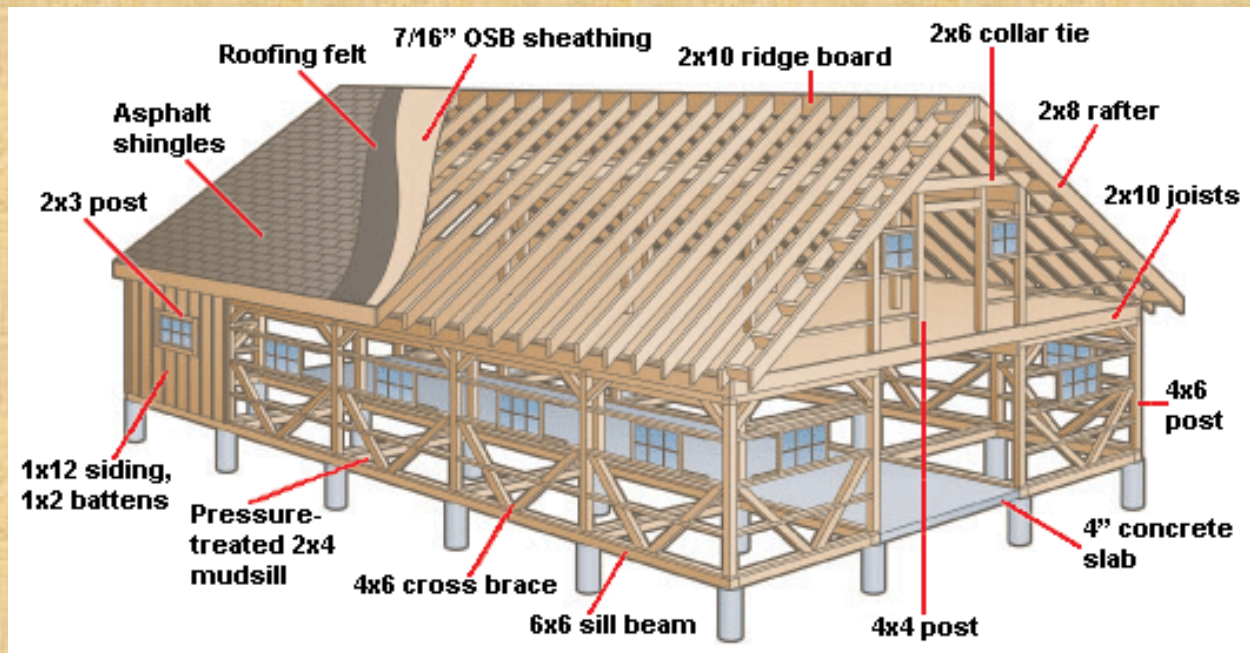 7/16” OSB sheathing
2x6 collar tie
Roofing felt
2x10 ridge board
Asphalt
shingles
2x8 rafter
2x3 post
2x10 joists
4x6
post
1x12 siding,
1x2 battens
Pressure-
treated 2x4
mudsill
4x6 cross brace
6x6 sill beam
4x4 post
4” concrete
slab